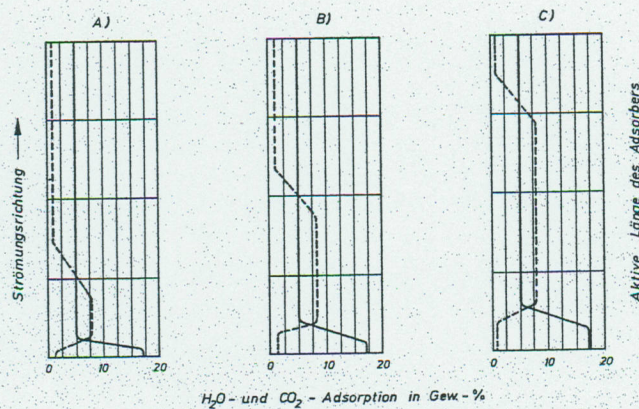 A)
B)
C)
Strömungsrichtung
Aktive Länge des Adsorbers
0 10 20
0 10 20
0 10 20
H₂O - und CO₂ - Adsorption in Gew.-%